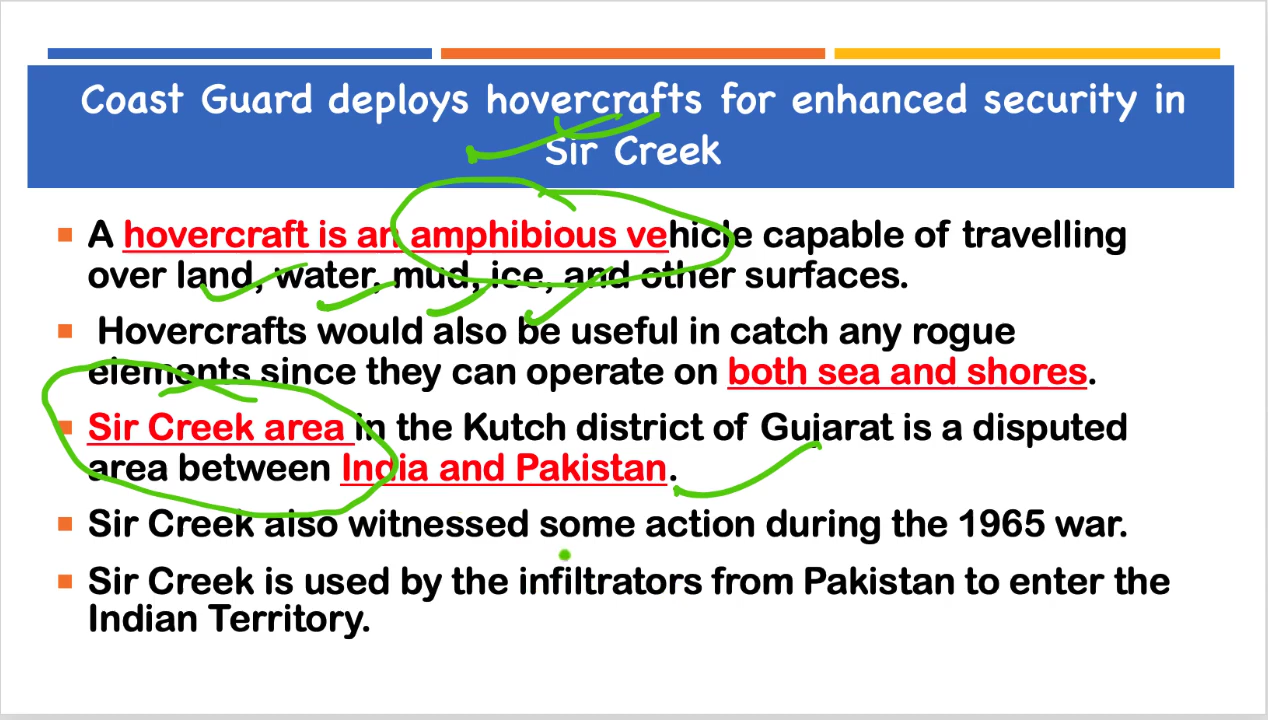 Coast Guard deploys hovercrafts for enhanced security in
Sir Creek
A hovercraft is an amphibious vehicle capable of travelling
over land, water, mud, ice, and other surfaces.
Hovercrafts would also be useful in catch any rogue
elements since they can operate on both sea and shores.
Sir Creek area in the Kutch district of Gujarat is a disputed
area between India and Pakistan.
Sir Creek also witnessed some action during the 1965 war.
Sir Creek is used by the infiltrators from Pakistan to enter the
Indian Territory.